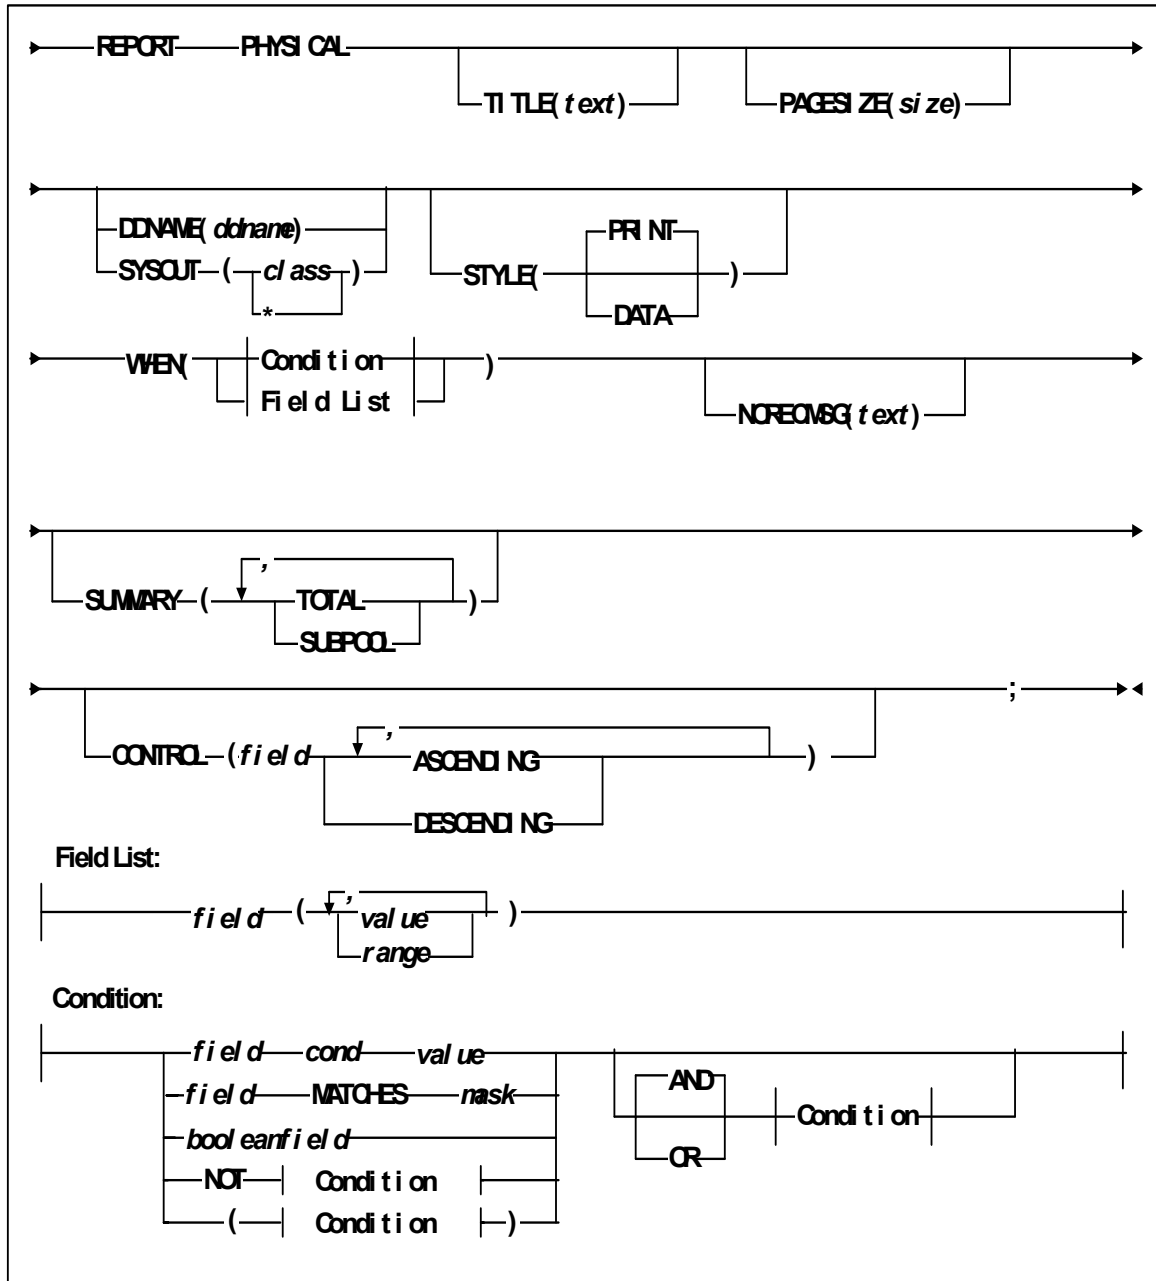 REPORT PHYSICAL
TITLE(text) PAGESIZE(size)
DDNAME(ddname) PRINT
SYSOUT ( class ) STYLE( )
* DATA
WHEN( Condition )
Field List NORECMSG(text)
,
SUMMARY ( TOTAL )
SUBPOOL
;
,
CONTROL (field ASCENDING )
DESCENDING
Field List:
,
field ( value )
range
Condition:
field cond value
AND
field MATCHES mask
Condition
booleanfield
OR
NOT Condition
( Condition )